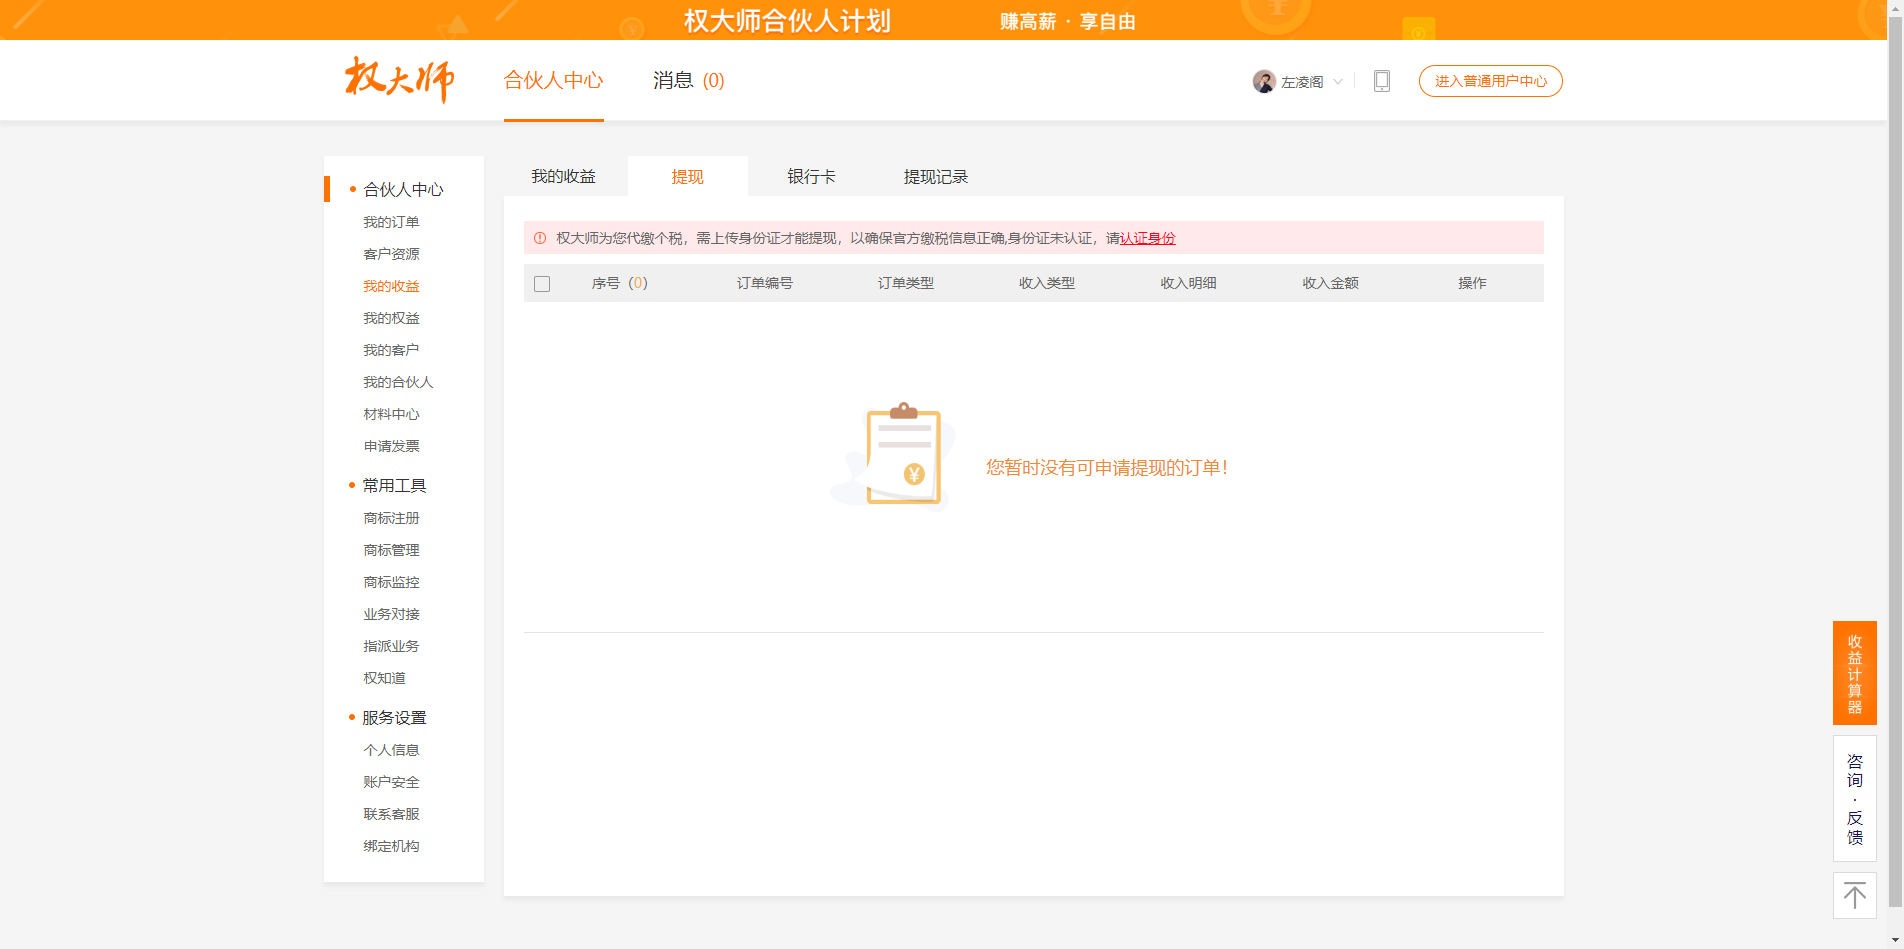 权大师合伙人计划 赚高薪 · 享自由
权大师 合伙人中心 消息 (0) 左凌阁 进入普通用户中心
合伙人中心
我的订单
客户资源
我的收益
我的权益
我的客户
我的合伙人
材料中心
申请发票
常用工具
商标注册
商标管理
商标监控
业务对接
指派业务
权知道
服务设置
个人信息
账户安全
联系客服
绑定机构
我的收益 提现 银行卡 提现记录
权大师为您代缴个税，需上传身份证才能提现，以确保官方缴税信息正确,身份证未认证，请认证身份
序号（0） 订单编号 订单类型 收入类型 收入明细 收入金额 操作
¥
您暂时没有可申请提现的订单！
收益计算器
咨询·反馈